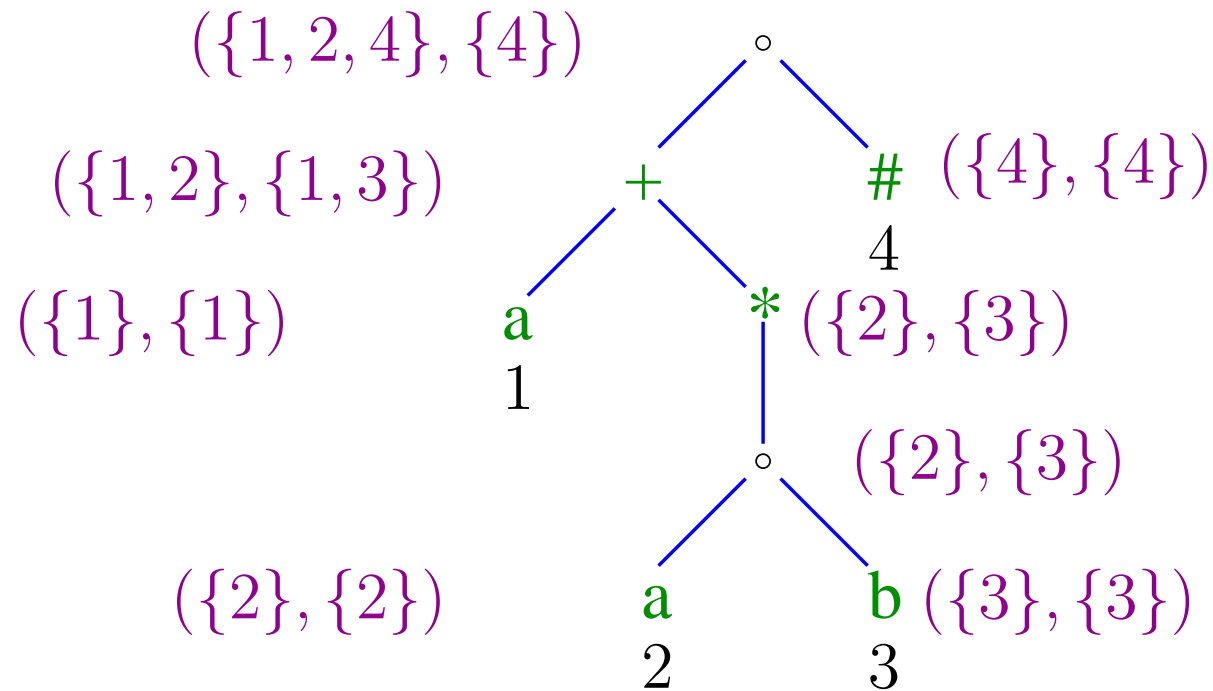 ({1, 2, 4}, {4}) ∘
({1, 2}, {1, 3}) + # ({4}, {4})
4
({1}, {1}) a * ({2}, {3})
1
∘ ({2}, {3})
({2}, {2}) a b ({3}, {3})
2 3